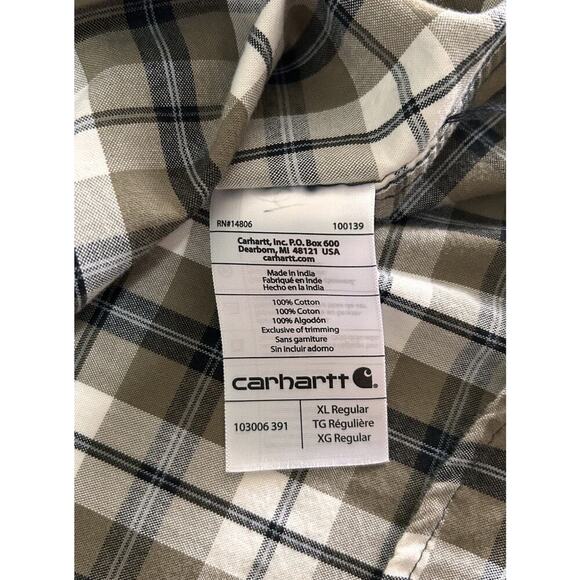 RN#14806 100139
Carhartt, Inc. P.O. Box 600
Dearborn, MI 48121 USA
carhartt.com
Made in India
Fabriqué en Inde
Hecho en la India
100% Cotton
100% Coton
100% Algodón
Exclusive of trimming
Sans garniture
Sin incluir adorno
carhartt
103006 391
XL Regular
TG Régulière
XG Regular